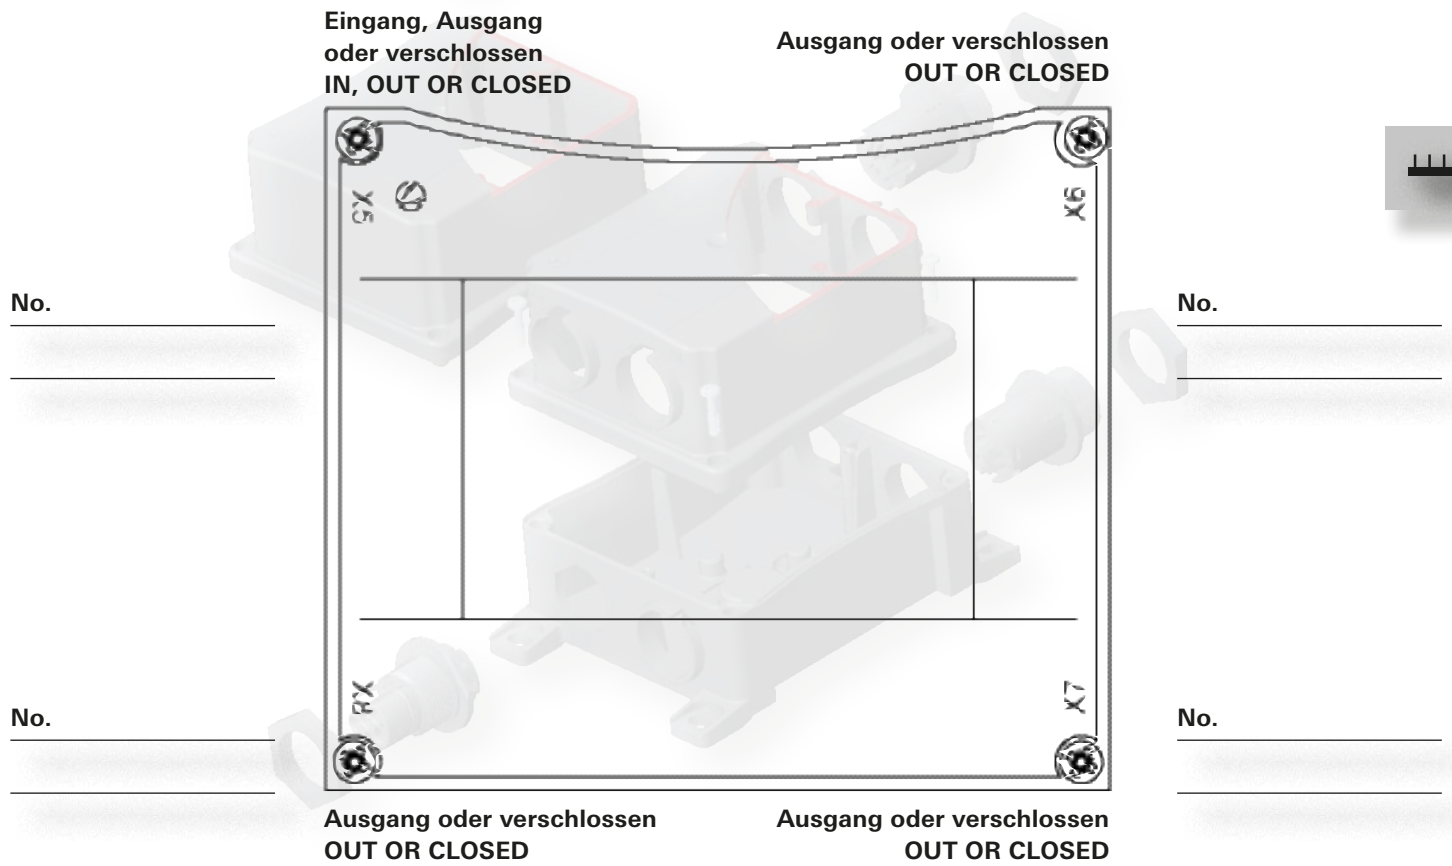 Eingang, Ausgang
oder verschlossen
IN, OUT OR CLOSED
Ausgang oder verschlossen
OUT OR CLOSED
X5
X6
No.
No.
X8
X7
No.
No.
Ausgang oder verschlossen
OUT OR CLOSED
Ausgang oder verschlossen
OUT OR CLOSED